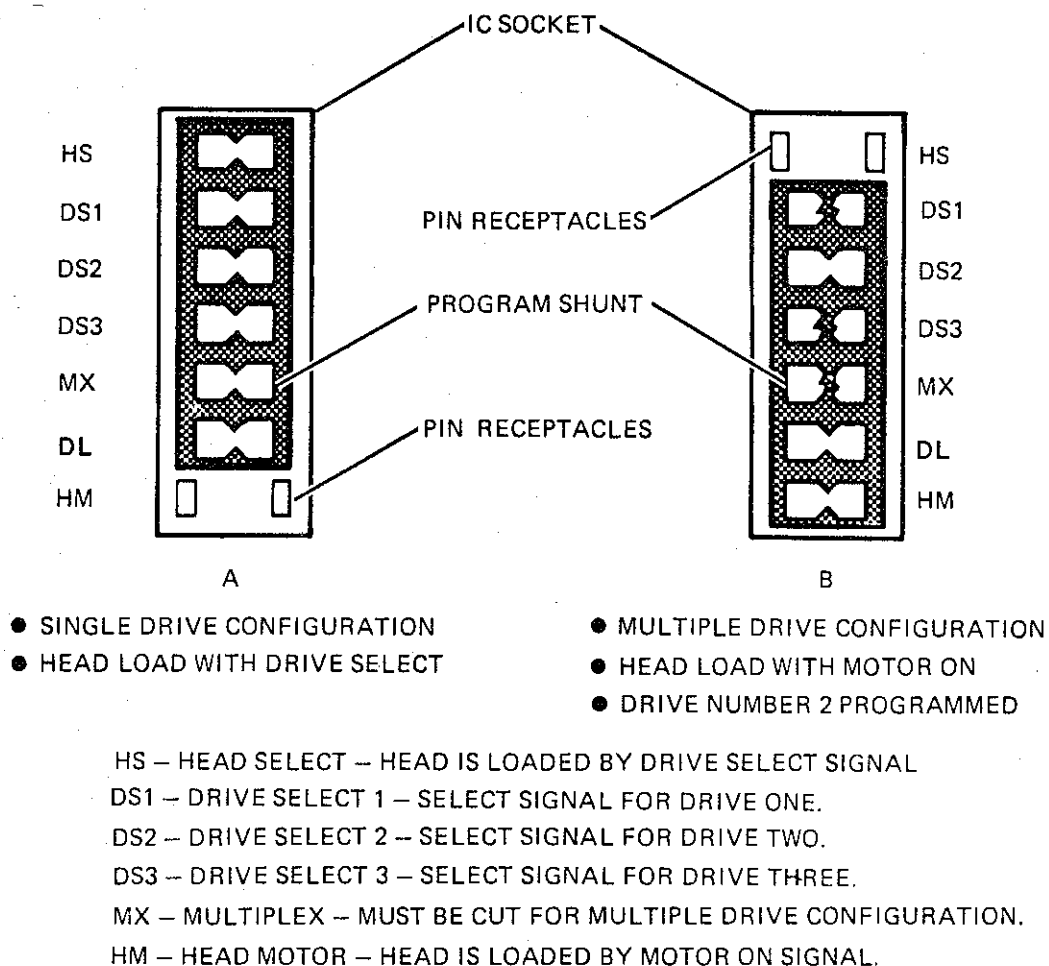 IC SOCKET
HS
DS1
DS2
DS3
MX
DL
HM
PIN RECEPTACLES
PROGRAM SHUNT
PIN RECEPTACLES
HS
DS1
DS2
DS3
MX
DL
HM
A
● SINGLE DRIVE CONFIGURATION
● HEAD LOAD WITH DRIVE SELECT
B
● MULTIPLE DRIVE CONFIGURATION
● HEAD LOAD WITH MOTOR ON
● DRIVE NUMBER 2 PROGRAMMED
HS – HEAD SELECT – HEAD IS LOADED BY DRIVE SELECT SIGNAL
DS1 – DRIVE SELECT 1 – SELECT SIGNAL FOR DRIVE ONE.
DS2 – DRIVE SELECT 2 – SELECT SIGNAL FOR DRIVE TWO.
DS3 – DRIVE SELECT 3 – SELECT SIGNAL FOR DRIVE THREE.
MX – MULTIPLEX – MUST BE CUT FOR MULTIPLE DRIVE CONFIGURATION.
HM – HEAD MOTOR – HEAD IS LOADED BY MOTOR ON SIGNAL.